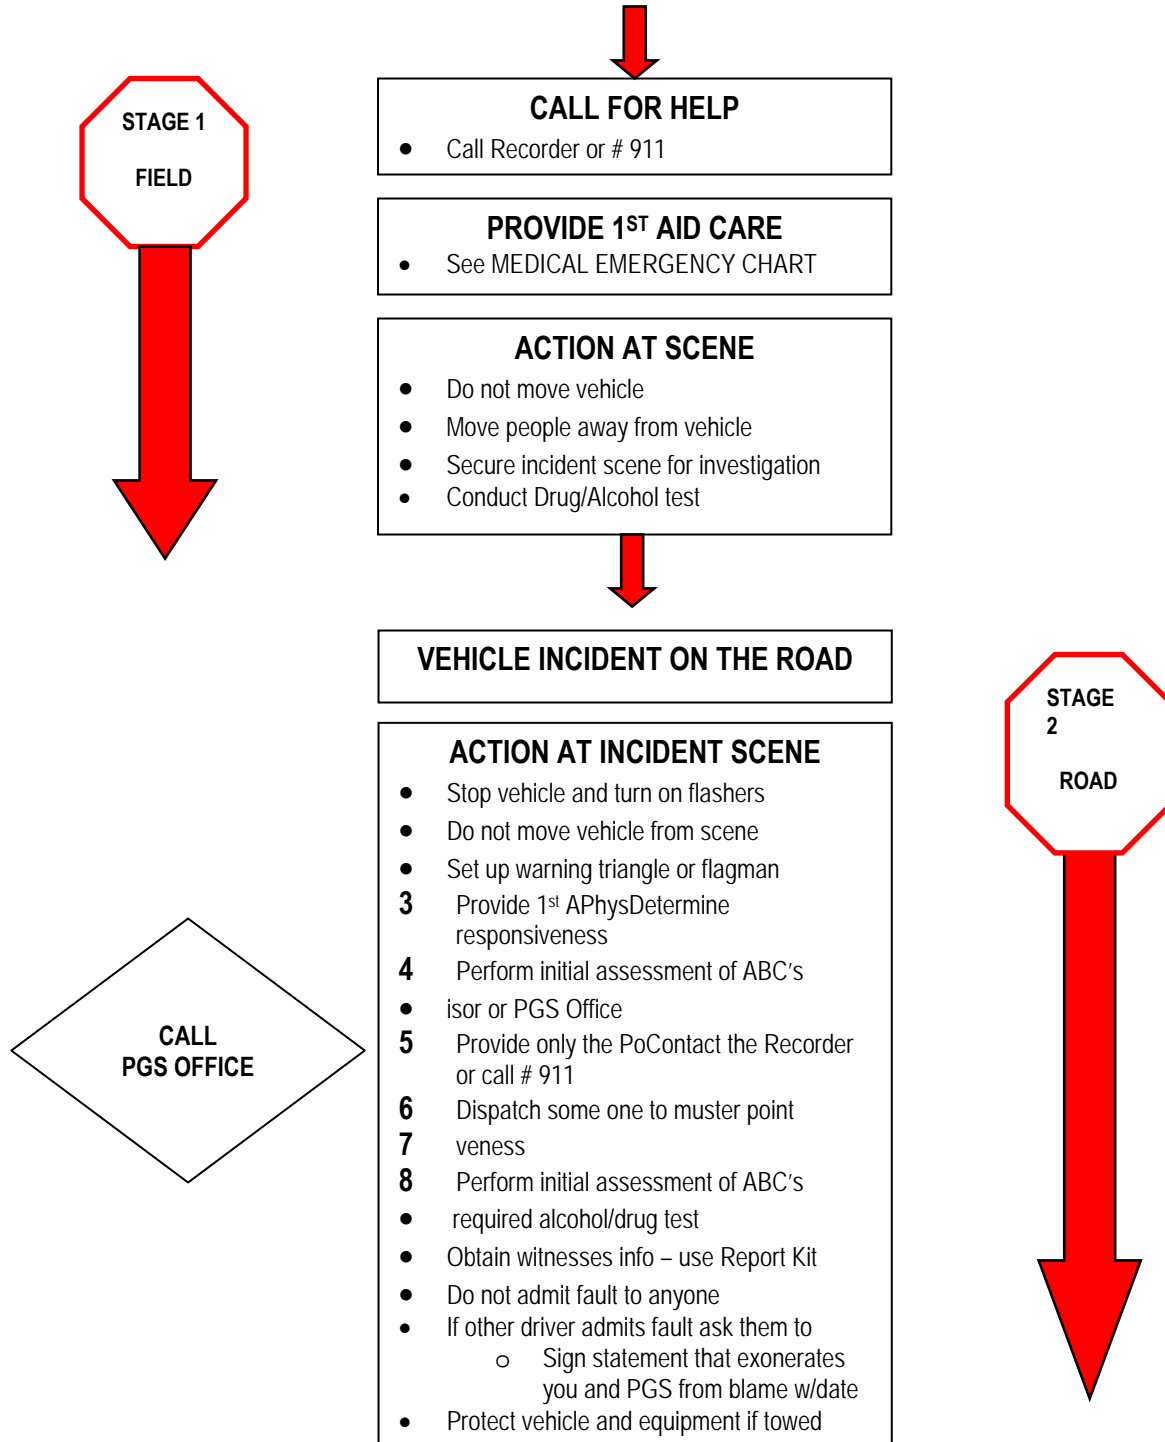 STAGE 1
FIELD
CALL FOR HELP
● Call Recorder or # 911
PROVIDE 1ST AID CARE
● See MEDICAL EMERGENCY CHART
ACTION AT SCENE
● Do not move vehicle
● Move people away from vehicle
● Secure incident scene for investigation
● Conduct Drug/Alcohol test
VEHICLE INCIDENT ON THE ROAD
STAGE
2
ROAD
CALL
PGS OFFICE
ACTION AT INCIDENT SCENE
● Stop vehicle and turn on flashers
● Do not move vehicle from scene
● Set up warning triangle or flagman
3 Provide 1st APhysDetermine
responsiveness
4 Perform initial assessment of ABC's
● isor or PGS Office
5 Provide only the PoContact the Recorder
or call # 911
6 Dispatch some one to muster point
7 veness
8 Perform initial assessment of ABC's
● required alcohol/drug test
● Obtain witnesses info – use Report Kit
● Do not admit fault to anyone
● If other driver admits fault ask them to
o Sign statement that exonerates
you and PGS from blame w/date
● Protect vehicle and equipment if towed